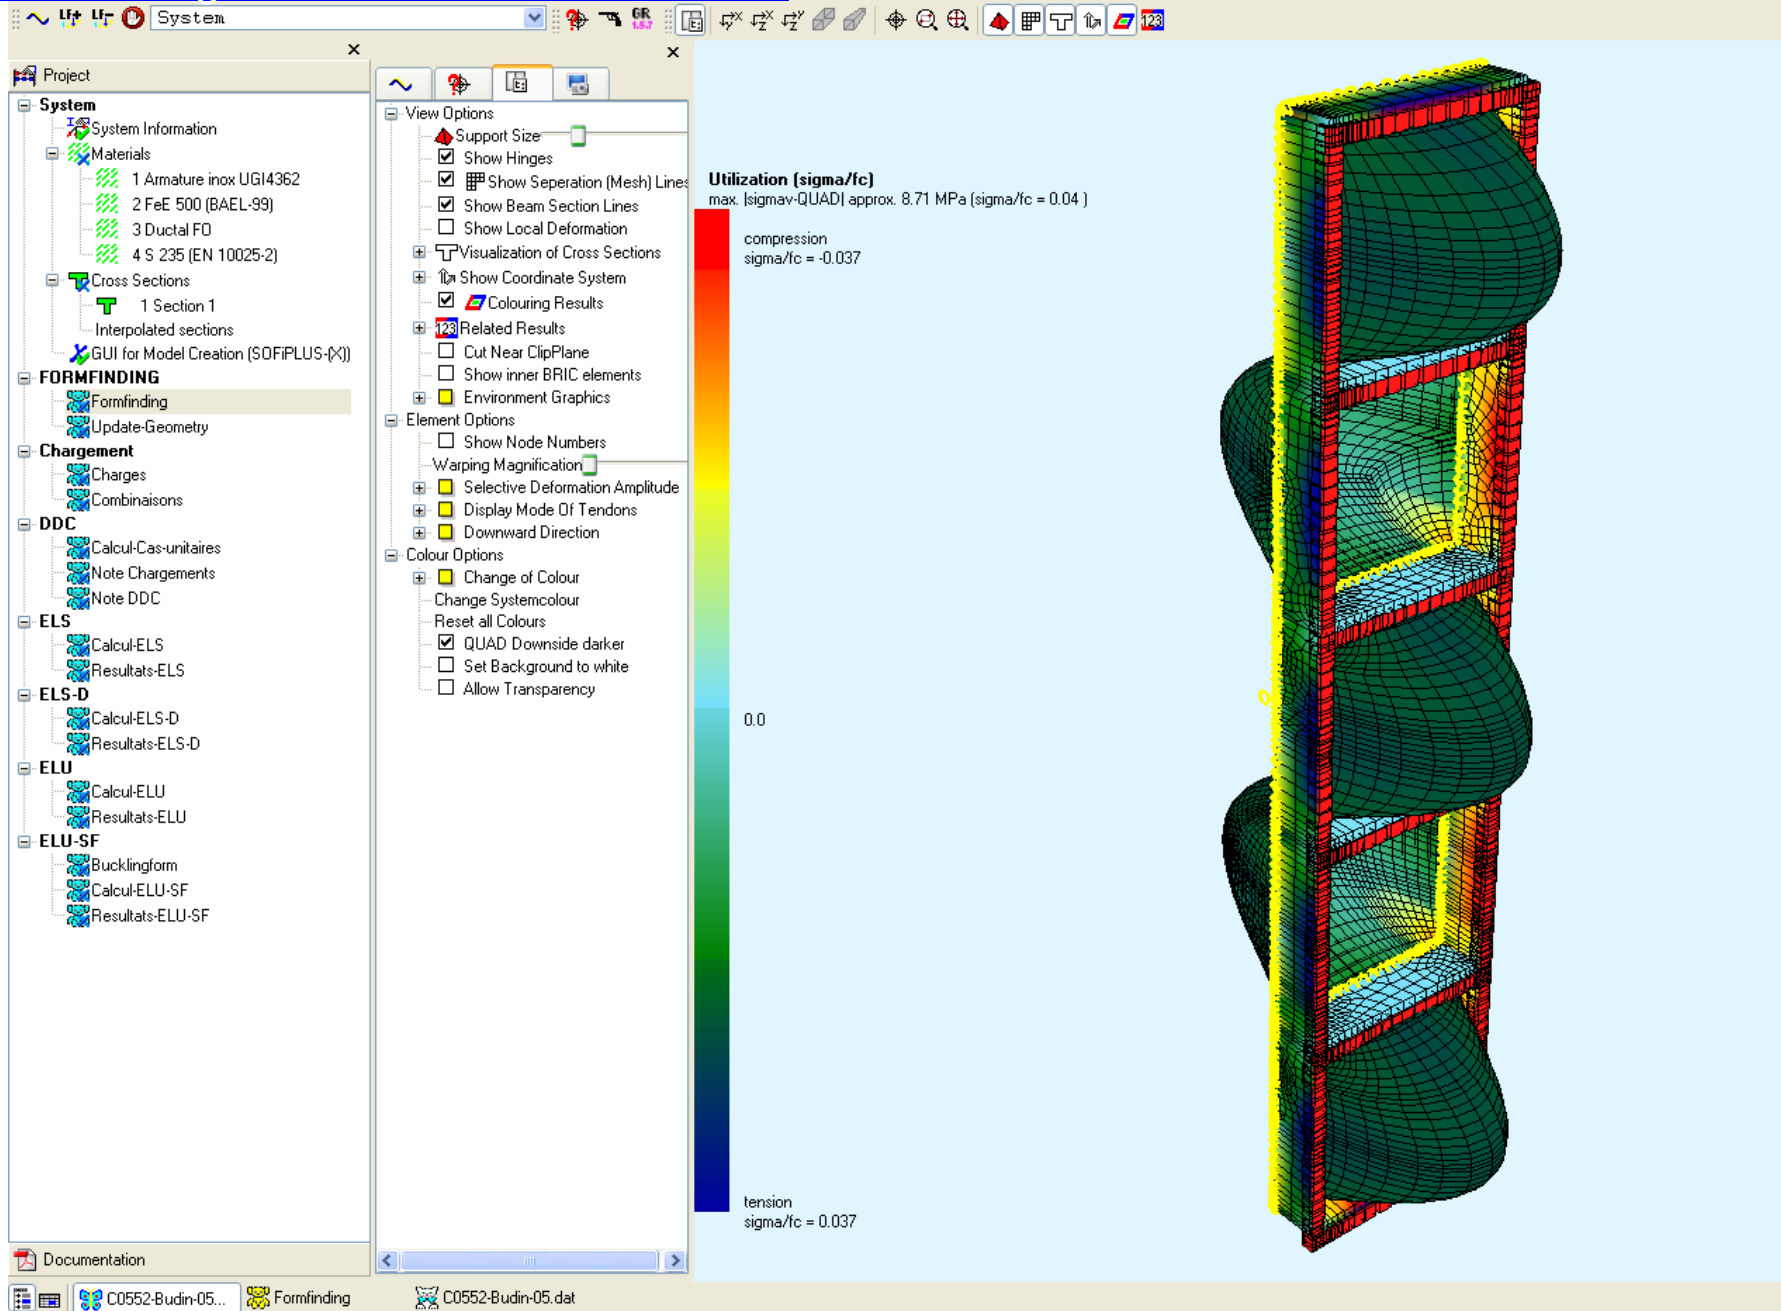 System
GR
1.5.7
123
Project
System
System Information
Materials
1 Armature inox UGI4362
2 FeE 500 (BAEL-99)
3 Ductal FO
4 S 235 (EN 10025-2)
Cross Sections
1 Section 1
Interpolated sections
GUI for Model Creation (SOFiPLUS-(X))
FORMFINDING
Formfinding
Update-Geometry
Chargement
Charges
Combinaisons
DDC
Calcul-Cas-unitaires
Note Chargements
Note DDC
ELS
Calcul-ELS
Resultats-ELS
ELS-D
Calcul-ELS-D
Resultats-ELS-D
ELU
Calcul-ELU
Resultats-ELU
ELU-SF
Bucklingform
Calcul-ELU-SF
Resultats-ELU-SF
Documentation
View Options
Support Size
Show Hinges
Show Seperation (Mesh) Lines
Show Beam Section Lines
Show Local Deformation
Visualization of Cross Sections
Show Coordinate System
Colouring Results
123 Related Results
Cut Near ClipPlane
Show inner BRIC elements
Environment Graphics
Element Options
Show Node Numbers
Warping Magnification
Selective Deformation Amplitude
Display Mode Of Tendons
Downward Direction
Colour Options
Change of Colour
Change Systemcolour
Reset all Colours
QUAD Downside darker
Set Background to white
Allow Transparency
Utilization (sigma/fc)
max. |sigmav-QUAD| approx. 8.71 MPa (sigma/fc = 0.04 )
compression
sigma/fc = -0.037
0.0
tension
sigma/fc = 0.037
C0552-Budin-05...
Formfinding
C0552-Budin-05.dat